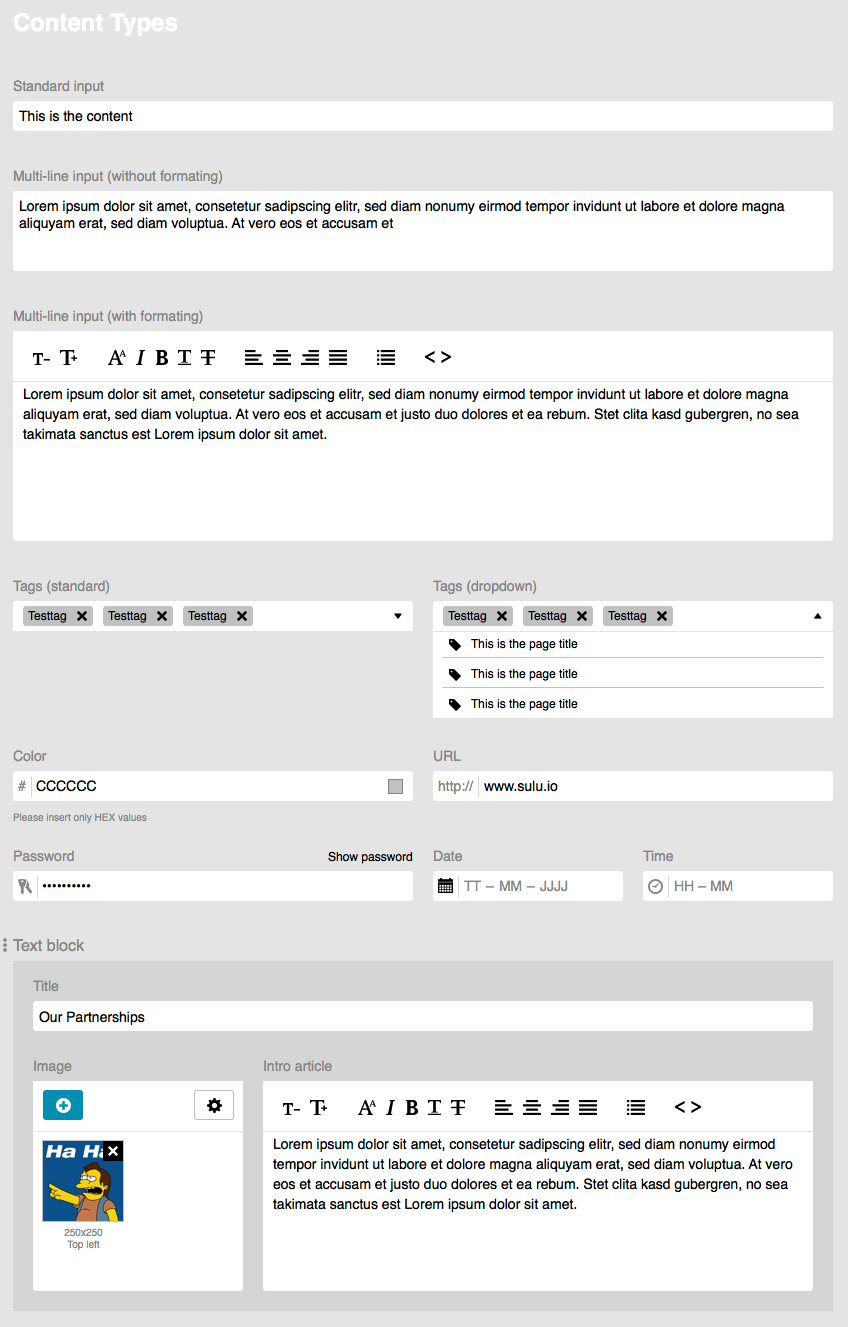 Content Types
Standard input
This is the content
Multi-line input (without formating)
Lorem ipsum dolor sit amet, consetetur sadipscing elitr, sed diam nonumy eirmod tempor invidunt ut labore et dolore magna
aliquyam erat, sed diam voluptua. At vero eos et accusam et
Multi-line input (with formating)
T- T+ AA I B T T < >
Lorem ipsum dolor sit amet, consetetur sadipscing elitr, sed diam nonumy eirmod tempor invidunt ut labore et dolore magna
aliquyam erat, sed diam voluptua. At vero eos et accusam et justo duo dolores et ea rebum. Stet clita kasd gubergren, no sea
takimata sanctus est Lorem ipsum dolor sit amet.
Tags (standard) Tags (dropdown)
Testtag Testtag Testtag Testtag Testtag Testtag
This is the page title
This is the page title
This is the page title
Color URL
# CCCCCC http:// www.sulu.io
Please insert only HEX values
Password Show password Date Time
•••••••••• TT – MM – JJJJ HH – MM
Text block
Title
Our Partnerships
Image Intro article
T- T+ AA I B T T < >
Ha Ha
Lorem ipsum dolor sit amet, consetetur sadipscing elitr, sed diam nonumy eirmod
tempor invidunt ut labore et dolore magna aliquyam erat, sed diam voluptua. At vero
eos et accusam et justo duo dolores et ea rebum. Stet clita kasd gubergren, no sea
takimata sanctus est Lorem ipsum dolor sit amet.
250x250
Top left